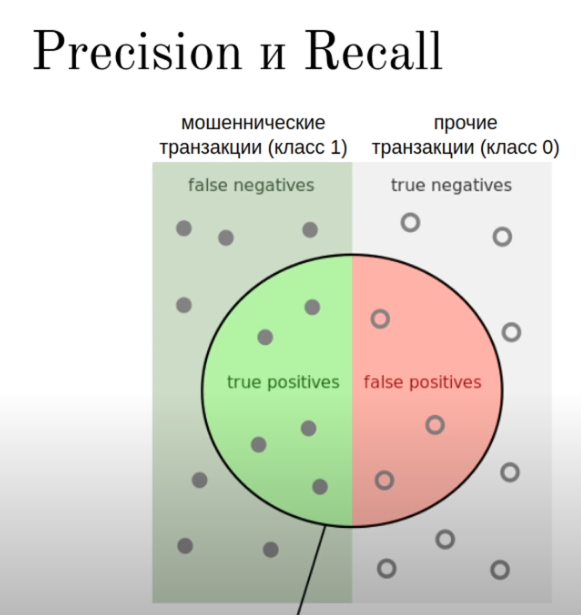 Precision и Recall
мошеннические
транзакции (класс 1)
прочие
транзакции (класс 0)
false negatives
true negatives
true positives
false positives